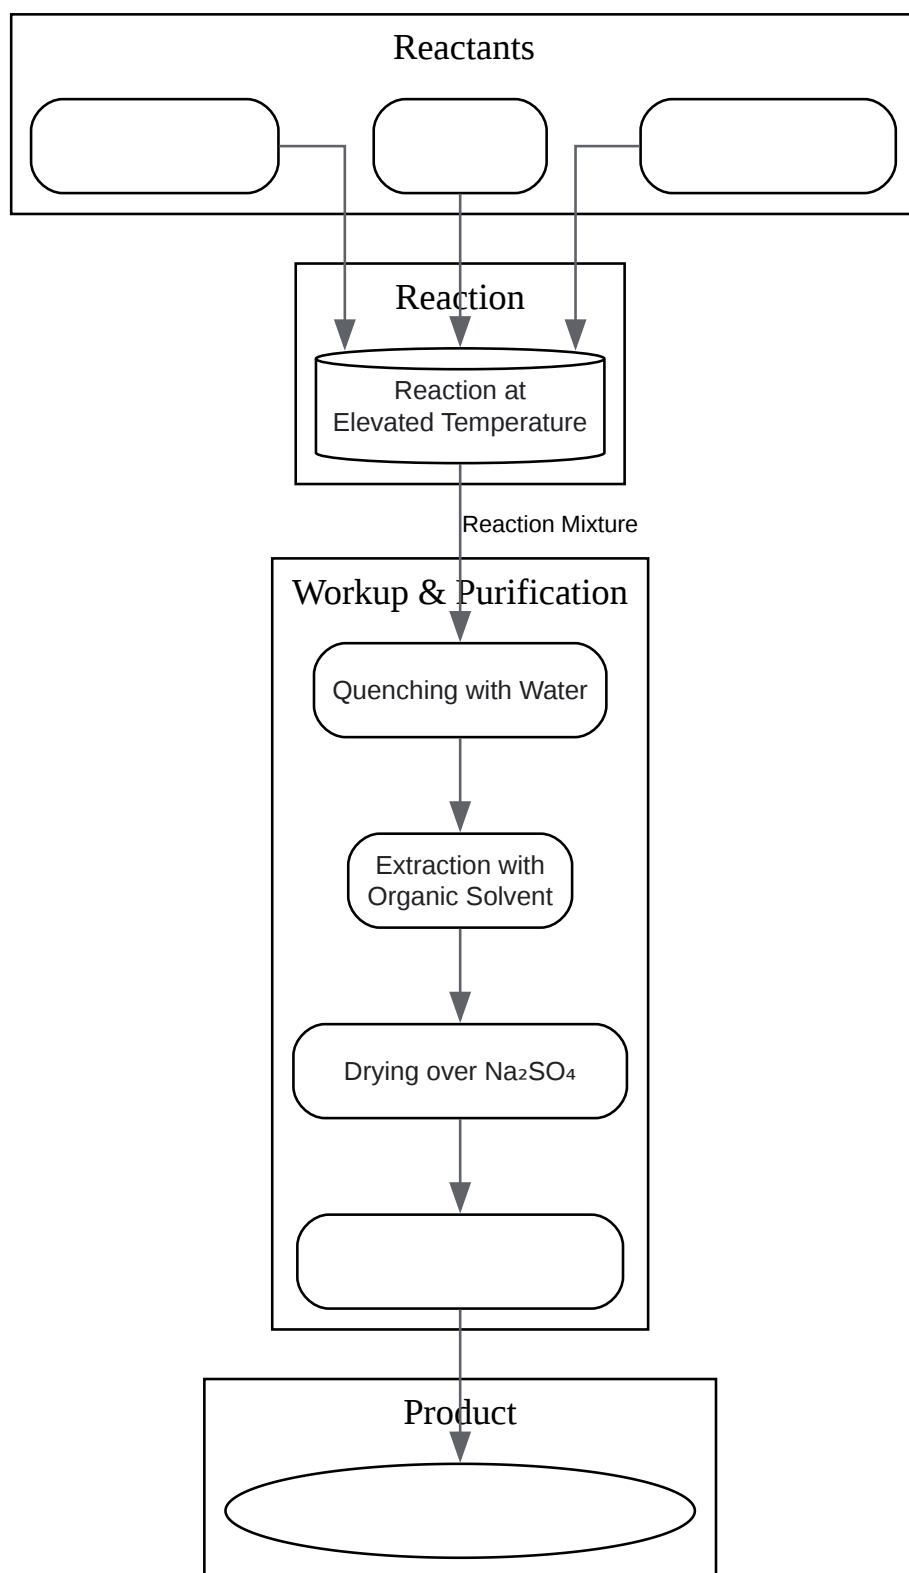 Reactants
Reaction
Reaction at
Elevated Temperature
Reaction Mixture
Workup & Purification
Quenching with Water
Extraction with
Organic Solvent
Drying over Na₂SO₄
Product